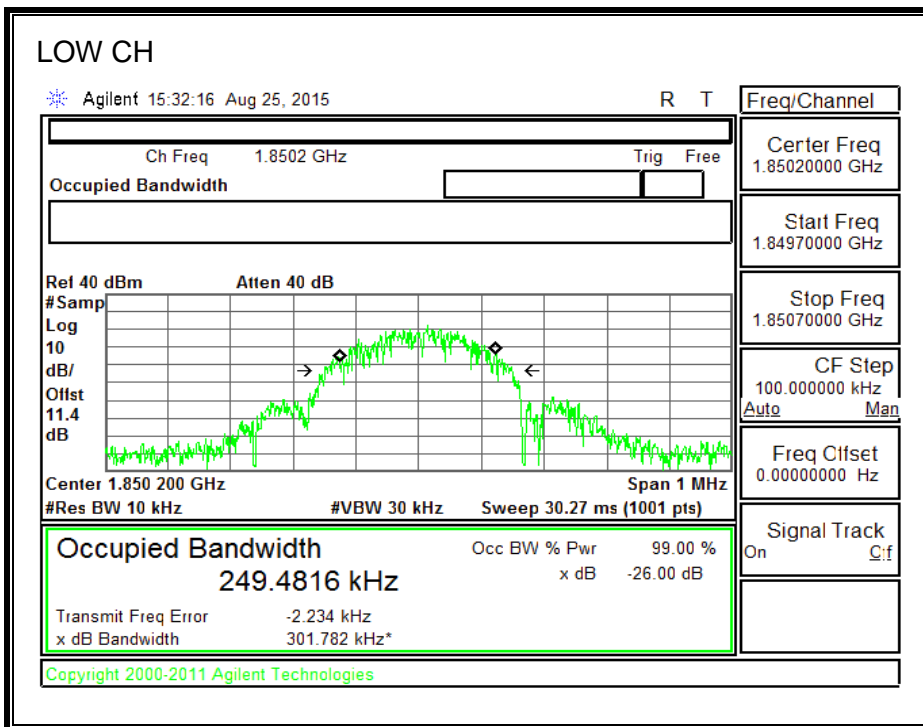 LOW CH
Agilent 15:32:16 Aug 25, 2015 R T
Freq/Channel
Ch Freq 1.8502 GHz Trig Free
Occupied Bandwidth
Center Freq
1.85020000 GHz
Start Freq
1.84970000 GHz
Stop Freq
1.85070000 GHz
CF Step
100.000000 kHz
Auto Man
Freq Offset
0.00000000 Hz
Signal Track
On Off
Ref 40 dBm Atten 40 dB
#Samp
Log
10
dB/
Offst
11.4
dB
Center 1.850 200 GHz Span 1 MHz
#Res BW 10 kHz #VBW 30 kHz Sweep 30.27 ms (1001 pts)
Occupied Bandwidth Occ BW % Pwr 99.00 %
249.4816 kHz x dB -26.00 dB
Transmit Freq Error -2.234 kHz
x dB Bandwidth 301.782 kHz*
Copyright 2000-2011 Agilent Technologies